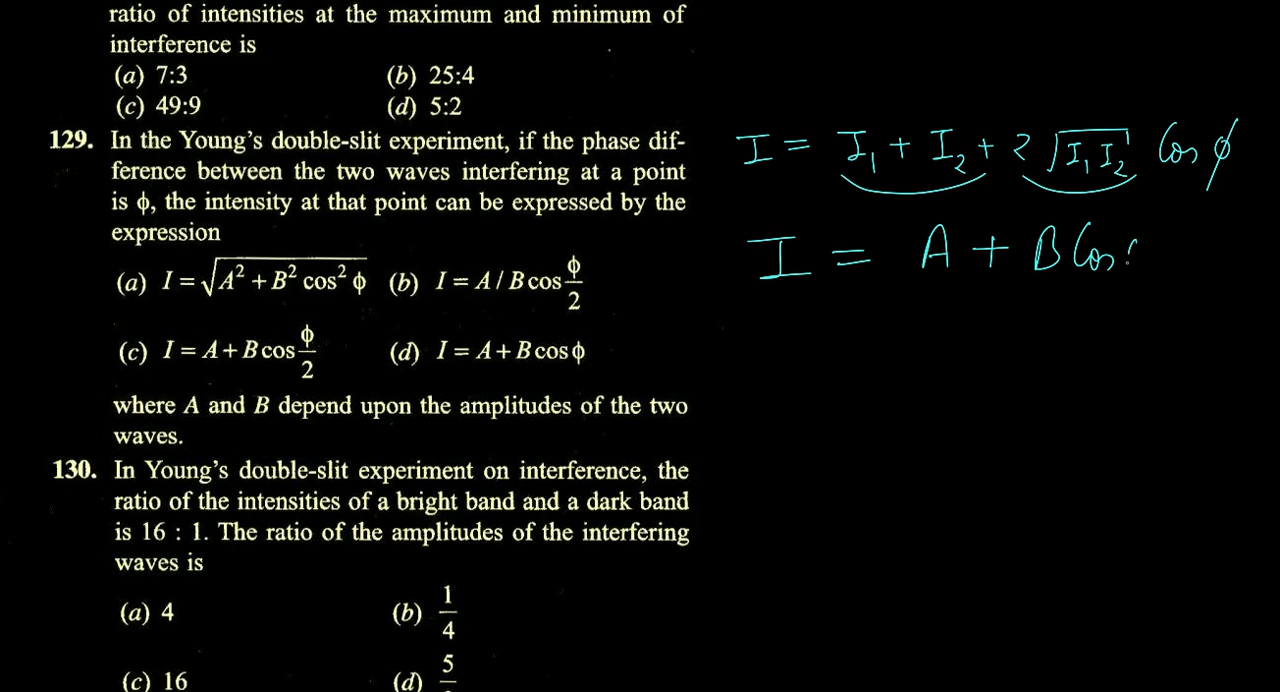 ratio of intensities at the maximum and minimum of
interference is
(a) 7:3 (b) 25:4
(c) 49:9 (d) 5:2
129. In the Young's double-slit experiment, if the phase dif-
ference between the two waves interfering at a point
is ϕ, the intensity at that point can be expressed by the
expression
(a) I = √(A² + B² cos² ϕ) (b) I = A / B cos ϕ/2
(c) I = A + B cos ϕ/2 (d) I = A + B cos ϕ
where A and B depend upon the amplitudes of the two
waves.
130. In Young's double-slit experiment on interference, the
ratio of the intensities of a bright band and a dark band
is 16 : 1. The ratio of the amplitudes of the interfering
waves is
(a) 4 (b) 1/4
(c) 16 (d) 5
I = I₁ + I₂ + 2 √(I₁ I₂) Cos ϕ
I = A + B Cos